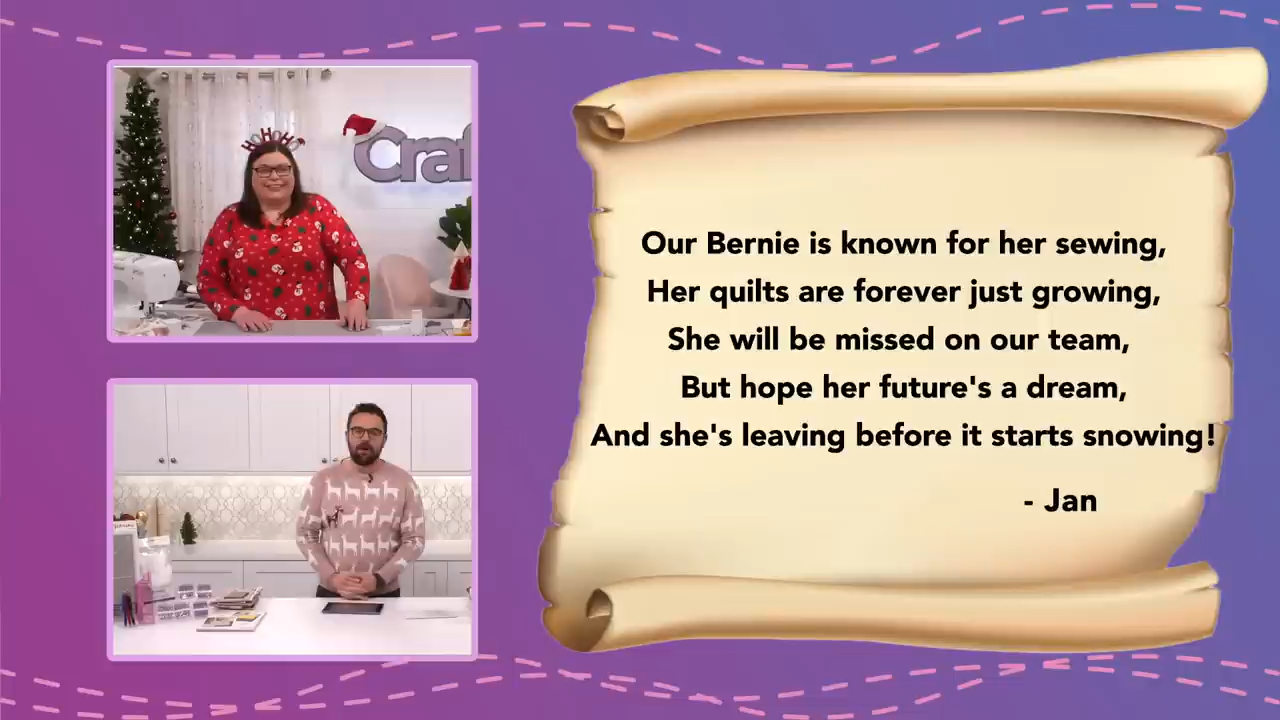 HOHOHO
Craf
Our Bernie is known for her sewing,
Her quilts are forever just growing,
She will be missed on our team,
But hope her future's a dream,
And she's leaving before it starts snowing!
- Jan